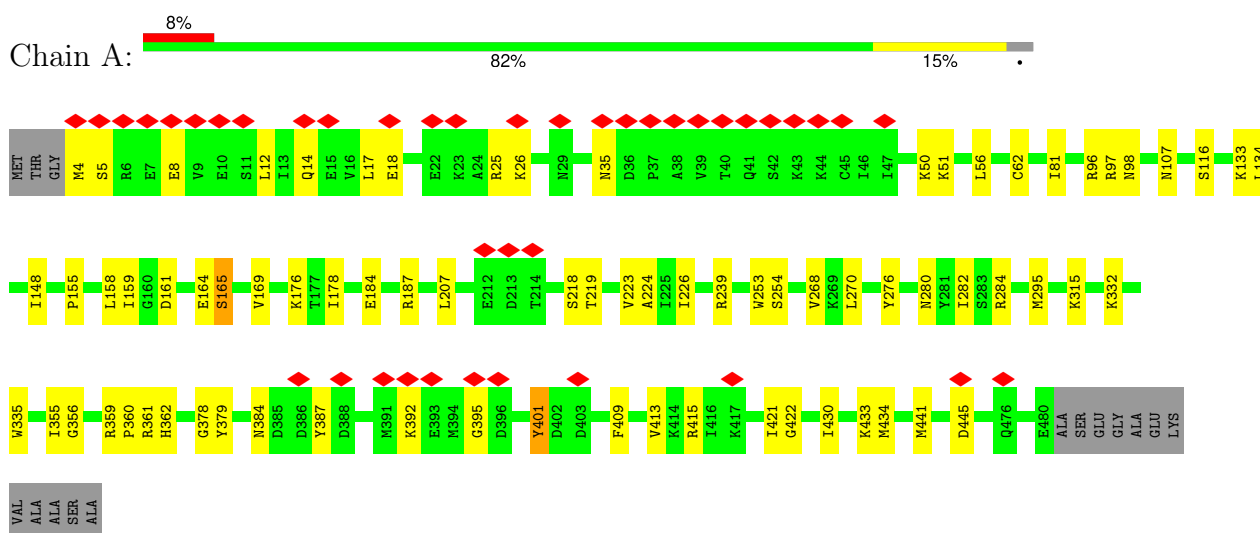 8%
Chain A:
82% 15% •
MET THR GLY M4 S5 R6 E7 E8 V9 E10 S11 L12 I13 Q14 E15 V16 L17 E18 E22 K23 A24 R25 K26 N29 N35 D36 P37 A38 V39 T40 Q41 S42 K43 K44 C45 I46 I47 K50 K51 L56 C62 I81 R96 R97 N98 N107 S116 K133 L134
I148 P155 L158 I159 G160 D161 E164 S165 V169 K176 T177 I178 E184 R187 L207 E212 D213 T214 S218 T219 V223 A224 I225 I226 R239 W253 S254 V268 K269 L270 Y276 N280 Y281 I282 S283 R284 M295 K315 K332
W335 I355 G356 R359 P360 R361 H362 G378 Y379 N384 D385 D386 Y387 D388 M391 K392 E393 M394 G395 D396 Y401 D402 D403 F409 V413 K414 R415 I416 K417 I421 G422 I430 K433 M434 M441 D445 Q476 E480 ALA SER GLU GLY ALA GLU LYS
VAL ALA ALA SER ALA